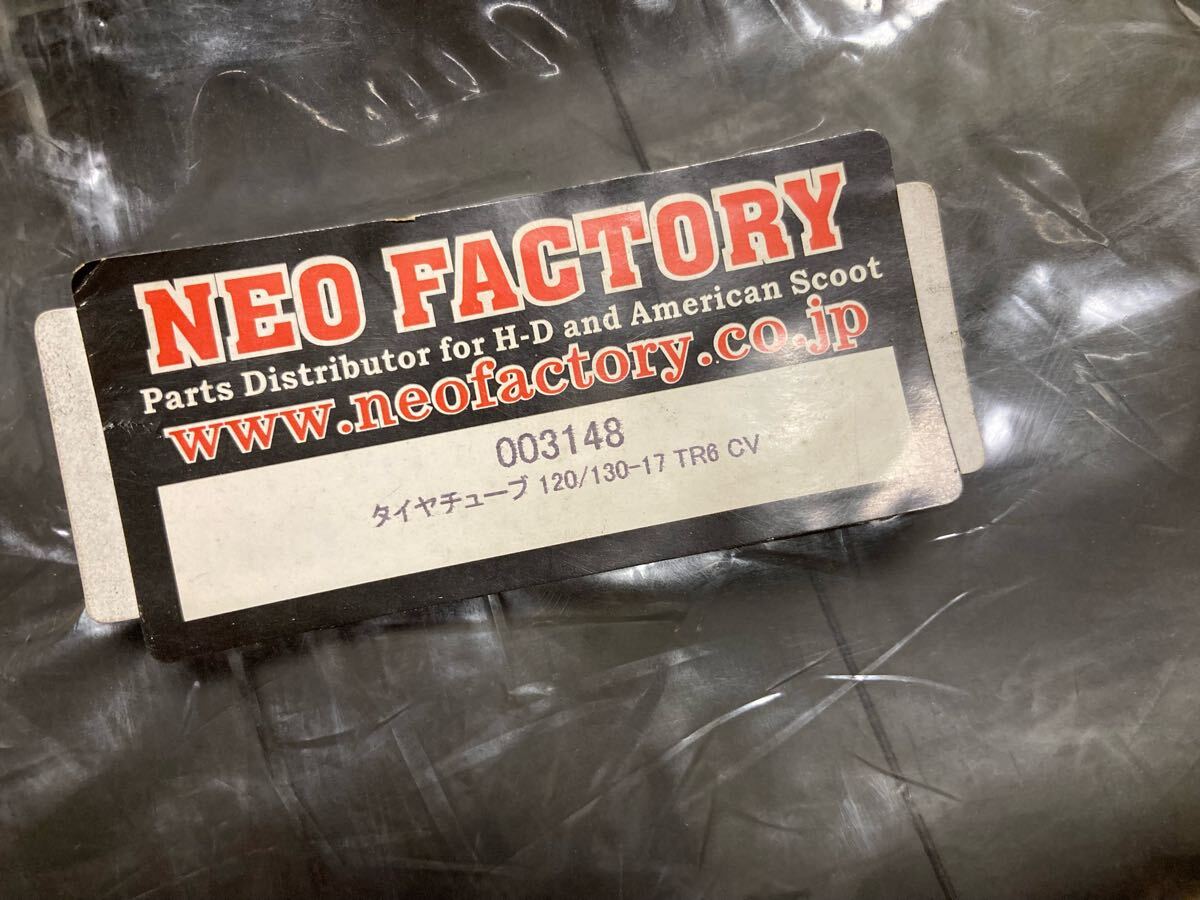 NEO FACTORY
Parts Distributor for H-D and American Scoot
www.neofactory.co.jp
003148
タイヤチューブ 120/130-17 TR6 CV